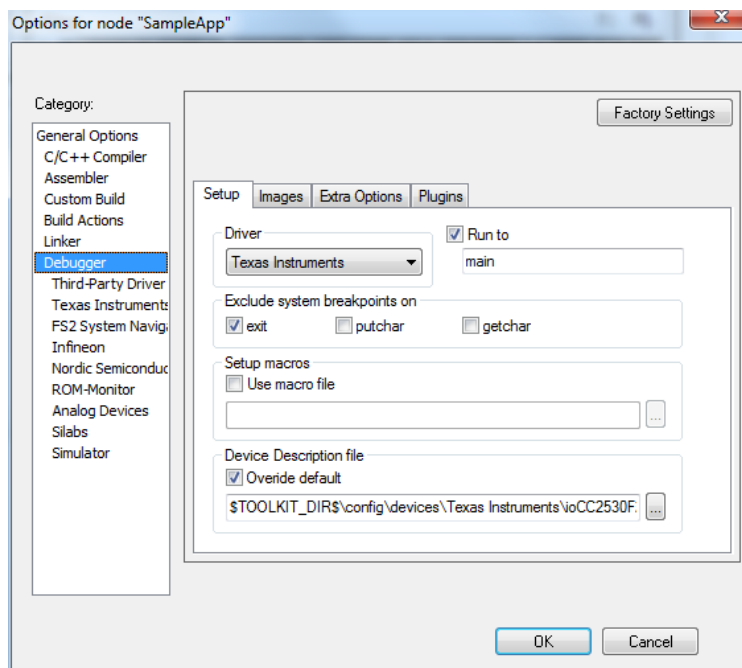 Options for node "SampleApp"
Category:
Factory Settings
General Options
C/C++ Compiler
Assembler
Custom Build
Build Actions
Linker
Debugger
Third-Party Driver
Texas Instruments
FS2 System Naviga
Infineon
Nordic Semiconduc
ROM-Monitor
Analog Devices
Silabs
Simulator
Setup Images Extra Options Plugins
Driver
Texas Instruments
Run to
main
Exclude system breakpoints on
exit putchar getchar
Setup macros
Use macro file
...
Device Description file
Overide default
$TOOLKIT_DIR$\config\devices\Texas Instruments\ioCC2530F
...
OK Cancel